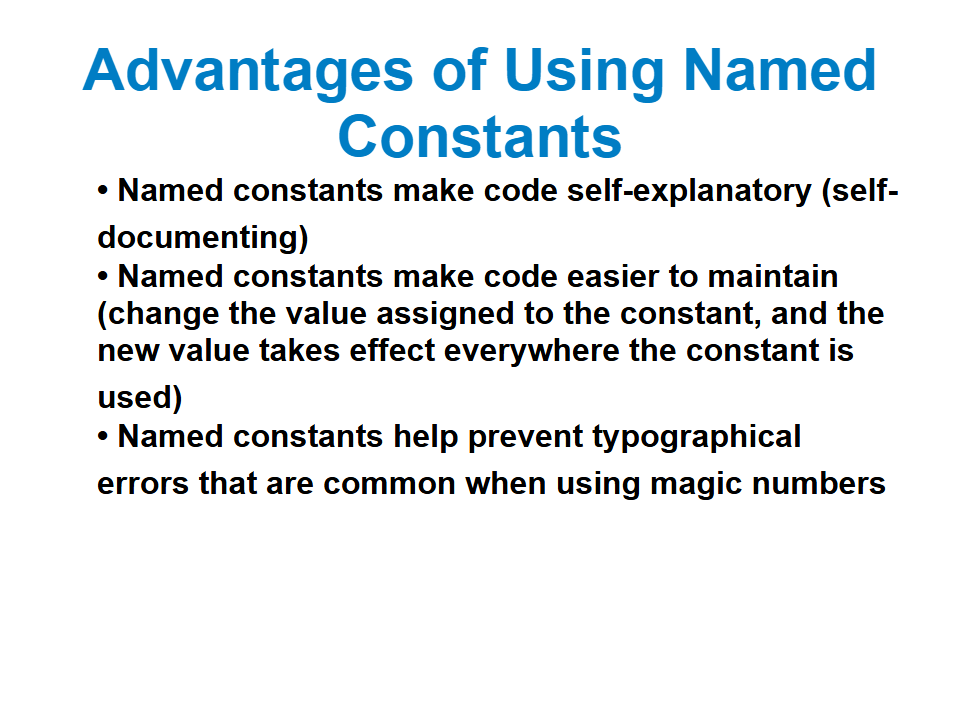 Advantages of Using Named
Constants
• Named constants make code self-explanatory (self-
documenting)
• Named constants make code easier to maintain
(change the value assigned to the constant, and the
new value takes effect everywhere the constant is
used)
• Named constants help prevent typographical
errors that are common when using magic numbers